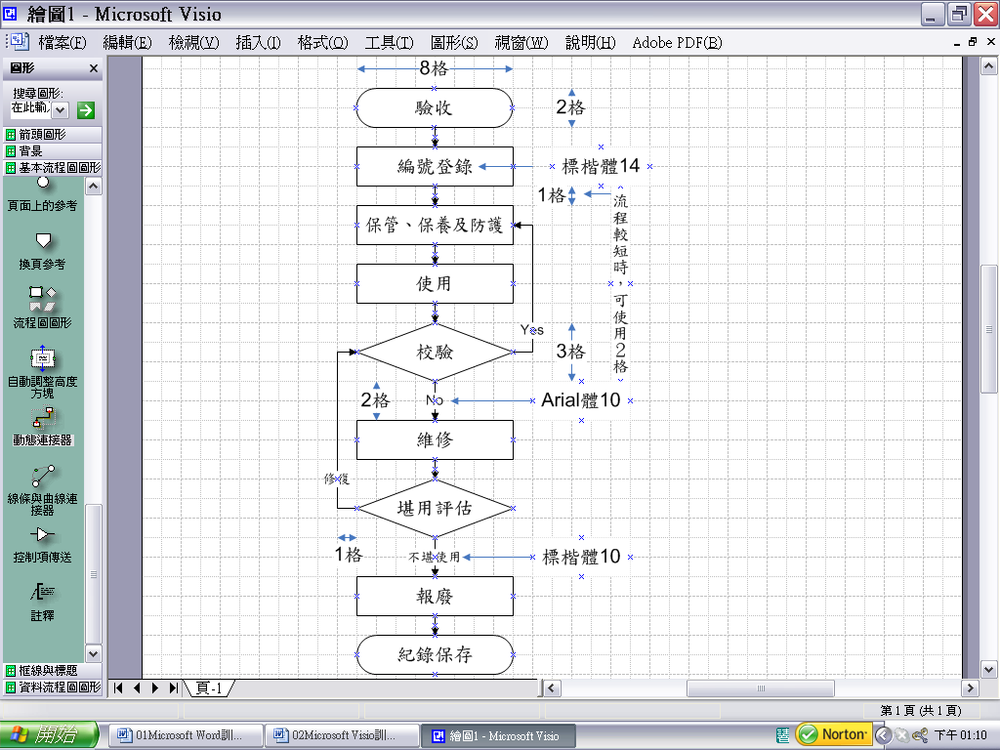 繪圖1 - Microsoft Visio
檔案(F) 編輯(E) 檢視(V) 插入(I) 格式(O) 工具(T) 圖形(S) 視窗(W) 說明(H) Adobe PDF(B)
圖形
搜尋圖形:
在此輸入
箭頭圖形
背景
基本流程圖圖形
頁面上的參考
換頁參考
流程圖圖形
自動調整高度
方塊
動態連接器
線條與曲線連
接器
控制項傳送
註釋
框線與標題
資料流程圖圖形
8格
驗收
2格
編號登錄
標楷體14
1格
流程較短時，可使用2格
保管、保養及防護
使用
Yes
校驗
3格
2格
No
Arial體10
維修
修復
堪用評估
1格
不堪使用
標楷體10
報廢
紀錄保存
頁-1
第 1 頁 (共 1 頁)
開始
01Microsoft Word訓...
02Microsoft Visio訓...
繪圖1 - Microsoft Visio
Norton
下午 01:10